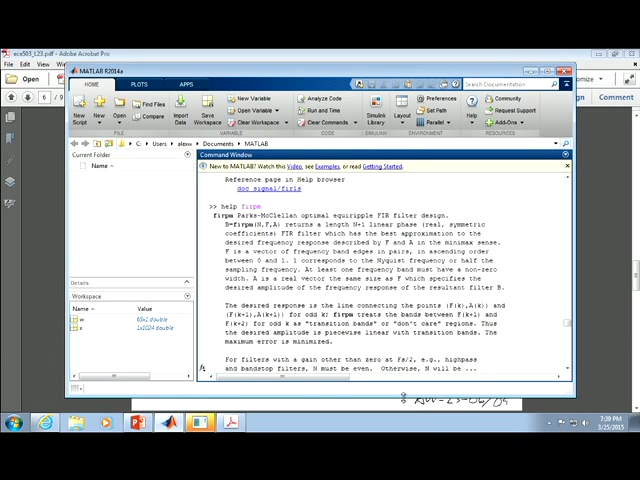 ece503_L23.pdf - Adobe Acrobat Pro
File Edit View Window Help
Open
Customize
6 / 9
Sign Comment
MATLAB R2014a
HOME PLOTS APPS
Search Documentation
New Script
New
Open
Find Files
Compare
Import Data
Save Workspace
New Variable
Open Variable
Clear Workspace
Analyze Code
Run and Time
Clear Commands
Simulink Library
Layout
Preferences
Set Path
Parallel
Help
Community
Request Support
Add-Ons
FILE VARIABLE CODE SIMULINK ENVIRONMENT RESOURCES
C: Users alexw Documents MATLAB
Current Folder
Name
Details
Workspace
Name Value
w 65x1 double
x 1x1024 double
Command Window
New to MATLAB? Watch this Video, see Examples, or read Getting Started.
Reference page in Help browser
doc signal/firls
>> help firpm
firpm Parks-McClellan optimal equiripple FIR filter design.
B=firpm(N,F,A) returns a length N+1 linear phase (real, symmetric
coefficients) FIR filter which has the best approximation to the
desired frequency response described by F and A in the minimax sense.
F is a vector of frequency band edges in pairs, in ascending order
between 0 and 1. 1 corresponds to the Nyquist frequency or half the
sampling frequency. At least one frequency band must have a non-zero
width. A is a real vector the same size as F which specifies the
desired amplitude of the frequency response of the resultant filter B.
The desired response is the line connecting the points (F(k),A(k)) and
(F(k+1),A(k+1)) for odd k; firpm treats the bands between F(k+1) and
F(k+2) for odd k as "transition bands" or "don't care" regions. Thus
the desired amplitude is piecewise linear with transition bands. The
maximum error is minimized.
For filters with a gain other than zero at Fs/2, e.g., highpass
and bandstop filters, N must be even. Otherwise, N will be ...
fx
7:39 PM
3/25/2015